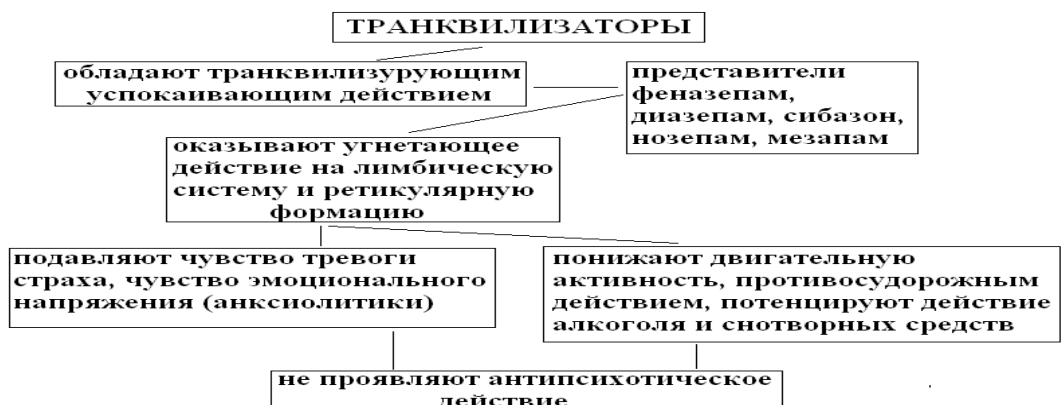 ТРАНКВИЛИЗАТОРЫ
обладают транквилизурующим
успокаивающим действием
представители
феназепам,
диазепам, сибазон,
нозепам, мезапам
оказывают угнетающее
действие на лимбическую
систему и ретикулярную
формацию
подавляют чувство тревоги
страха, чувство эмоционального
напряжения (анксиолитики)
понижают двигательную
активность, противосудорожным
действием, потенцируют действие
алкоголя и снотворных средств
не проявляют антипсихотическое
действие